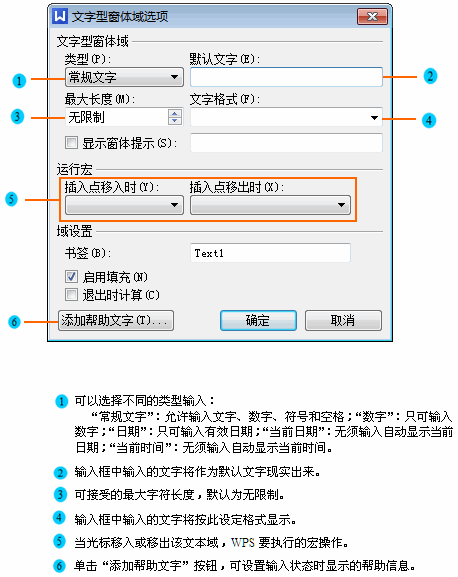 文字型窗体域选项
文字型窗体域
类型(P): 默认文字(E):
1 常规文字 2
最大长度(M): 文字格式(F):
3 无限制 4
显示窗体提示(S):
运行宏
插入点移入时(Y): 插入点移出时(X):
5
域设置
书签(B): Text1
启用填充(N)
退出时计算(C)
6 添加帮助文字(T)... 确定 取消
1 可以选择不同的类型输入：
“常规文字”：允许输入文字、数字、符号和空格；“数字”：只可输入
数字；“日期”：只可输入有效日期；“当前日期”：无须输入自动显示当前
日期；“当前时间”：无须输入自动显示当前时间。
2 输入框中输入的文字将作为默认文字现实出来。
3 可接受的最大字符长度，默认为无限制。
4 输入框中输入的文字将按此设定格式显示。
5 当光标移入或移出该文本域，WPS 要执行的宏操作。
6 单击“添加帮助文字”按钮，可设置输入状态时显示的帮助信息。